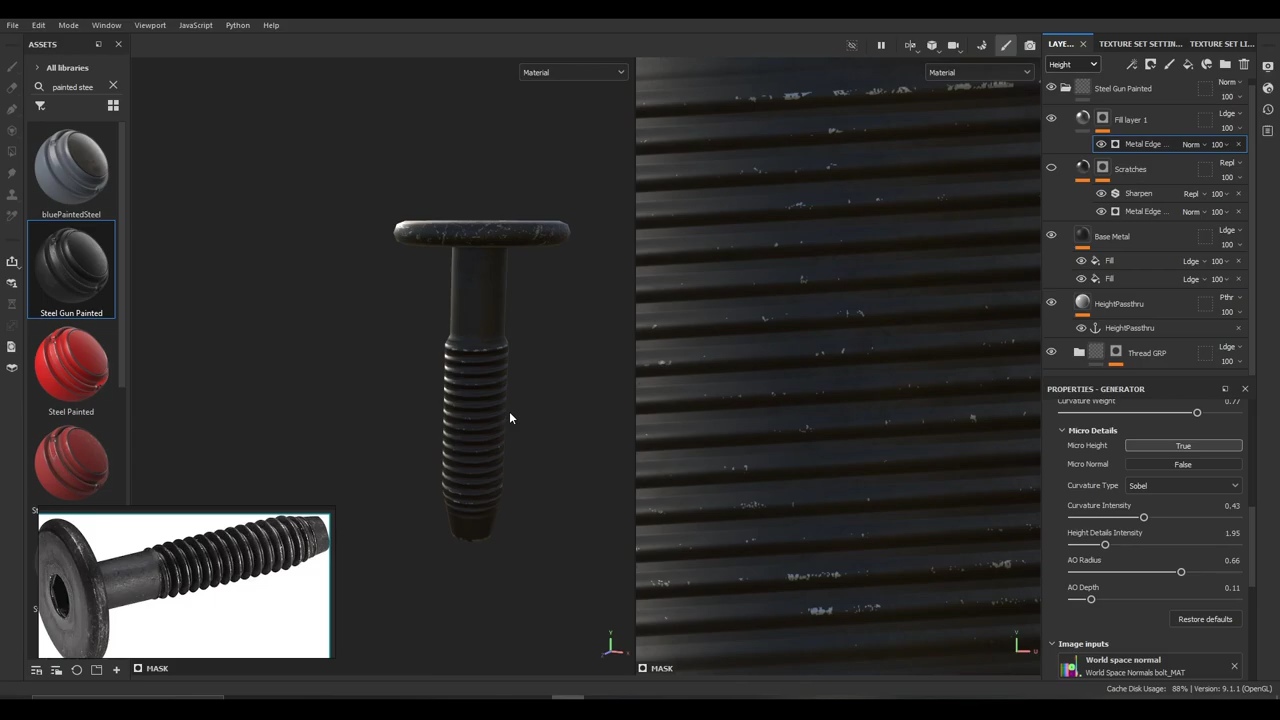 File Edit Mode Window Viewport JavaScript Python Help
ASSETS
All libraries
painted stee
bluePaintedSteel
Steel Gun Painted
Steel Painted
Material
Material
MASK
MASK
Y
V
U
LAYE... TEXTURE SET SETTIN... TEXTURE SET LI...
Height
Steel Gun Painted Norm 100
Fill layer 1 Ldge 100
Metal Edge ... Norm 100
Scratches Repl 100
Sharpen Repl 100
Metal Edge ... Norm 100
Base Metal Ldge 100
Fill Ldge 100
Fill Ldge 100
HeightPassthru Pthr 100
HeightPassthru
Thread GRP Ldge 100
PROPERTIES - GENERATOR
Curvature Weight 0.77
Micro Details
Micro Height True
Micro Normal False
Curvature Type Sobel
Curvature Intensity 0.43
Height Details Intensity 1.95
AO Radius 0.66
AO Depth 0.11
Restore defaults
Image inputs
World space normal
World Space Normals bolt_MAT
Cache Disk Usage: 88% | Version: 9.1.1 (OpenGL)